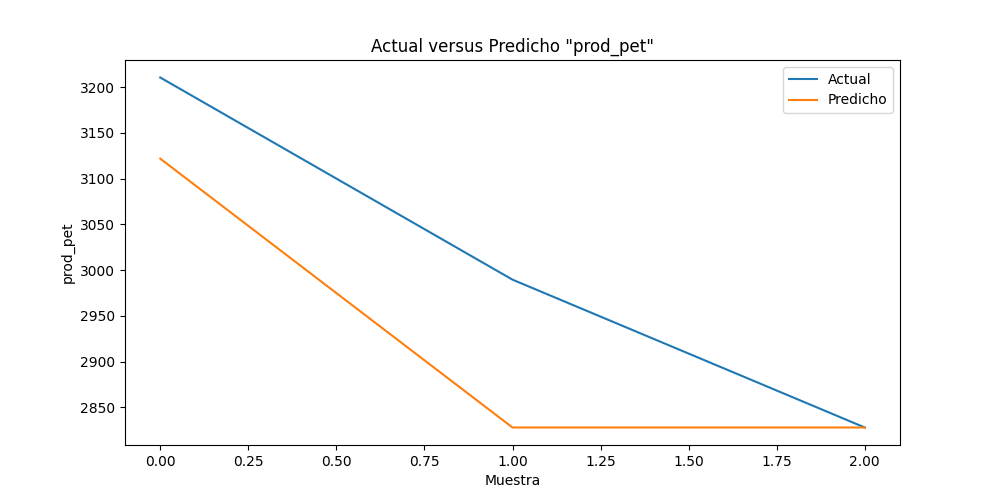 Actual versus Predicho "prod_pet"
Actual
Predicho
prod_pet
3200
3150
3100
3050
3000
2950
2900
2850
0.00 0.25 0.50 0.75 1.00 1.25 1.50 1.75 2.00
Muestra